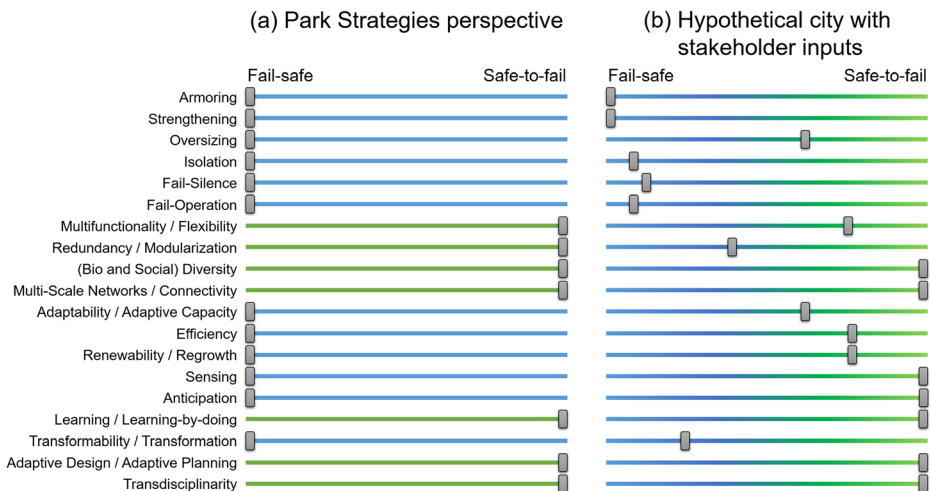 (a) Park Strategies perspective
(b) Hypothetical city with
stakeholder inputs
Fail-safe
Safe-to-fail
Fail-safe
Safe-to-fail
Armoring
Strengthening
Oversizing
Isolation
Fail-Silence
Fail-Operation
Multifunctionality / Flexibility
Redundancy / Modularization
(Bio and Social) Diversity
Multi-Scale Networks / Connectivity
Adaptability / Adaptive Capacity
Efficiency
Renewability / Regrowth
Sensing
Anticipation
Learning / Learning-by-doing
Transformability / Transformation
Adaptive Design / Adaptive Planning
Transdisciplinarity